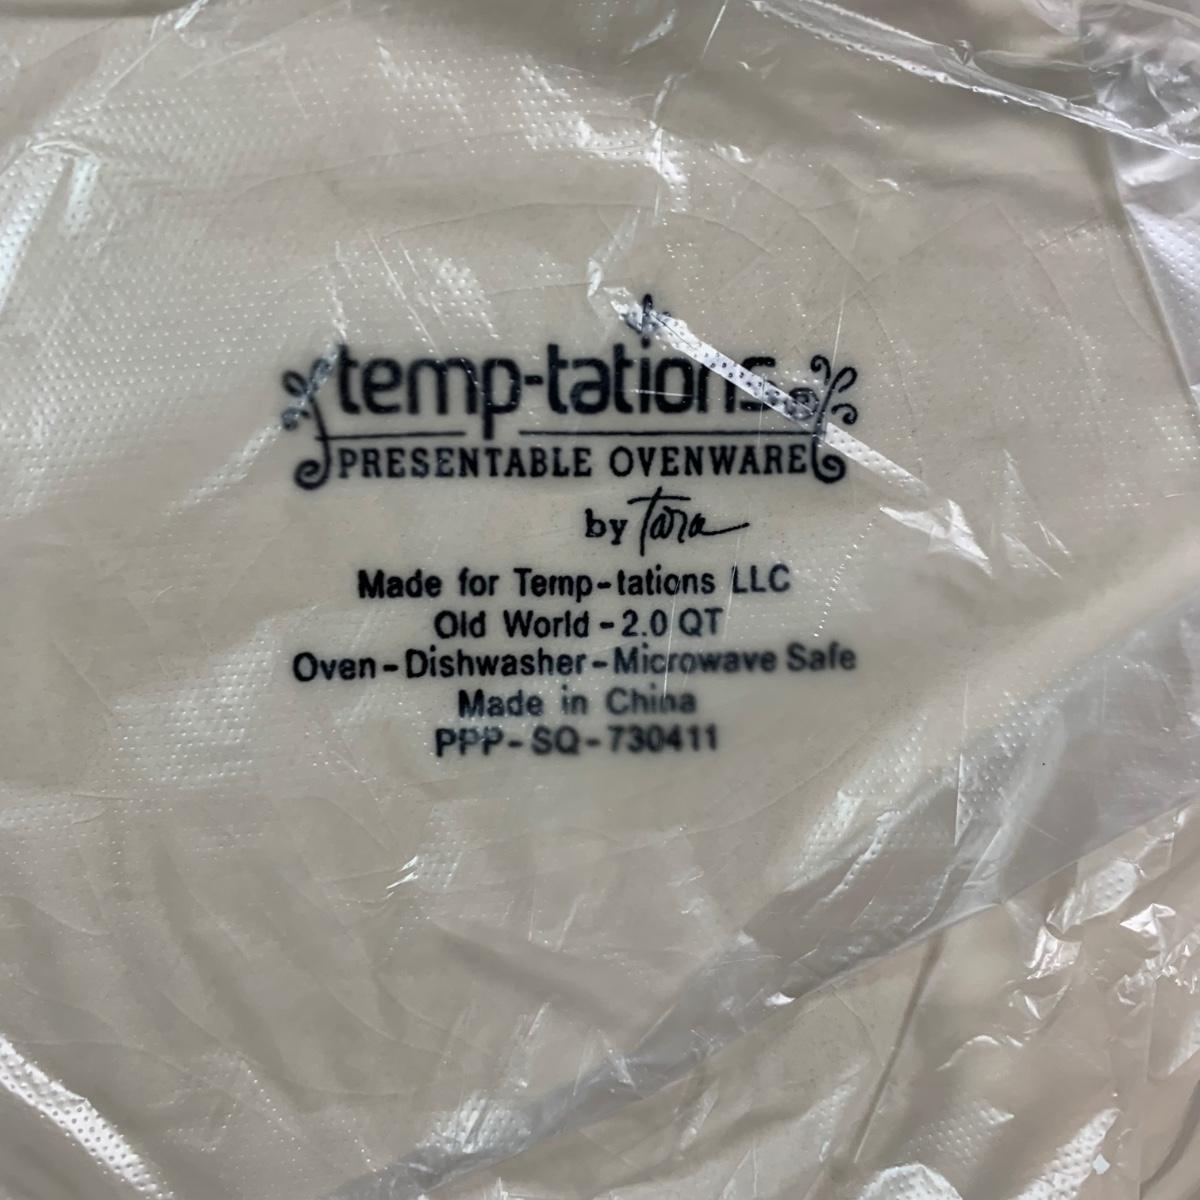 temp-tations®
PRESENTABLE OVENWARE
by Tara
Made for Temp-tations LLC
Old World - 2.0 QT
Oven - Dishwasher - Microwave Safe
Made in China
PPP - SQ - 730411